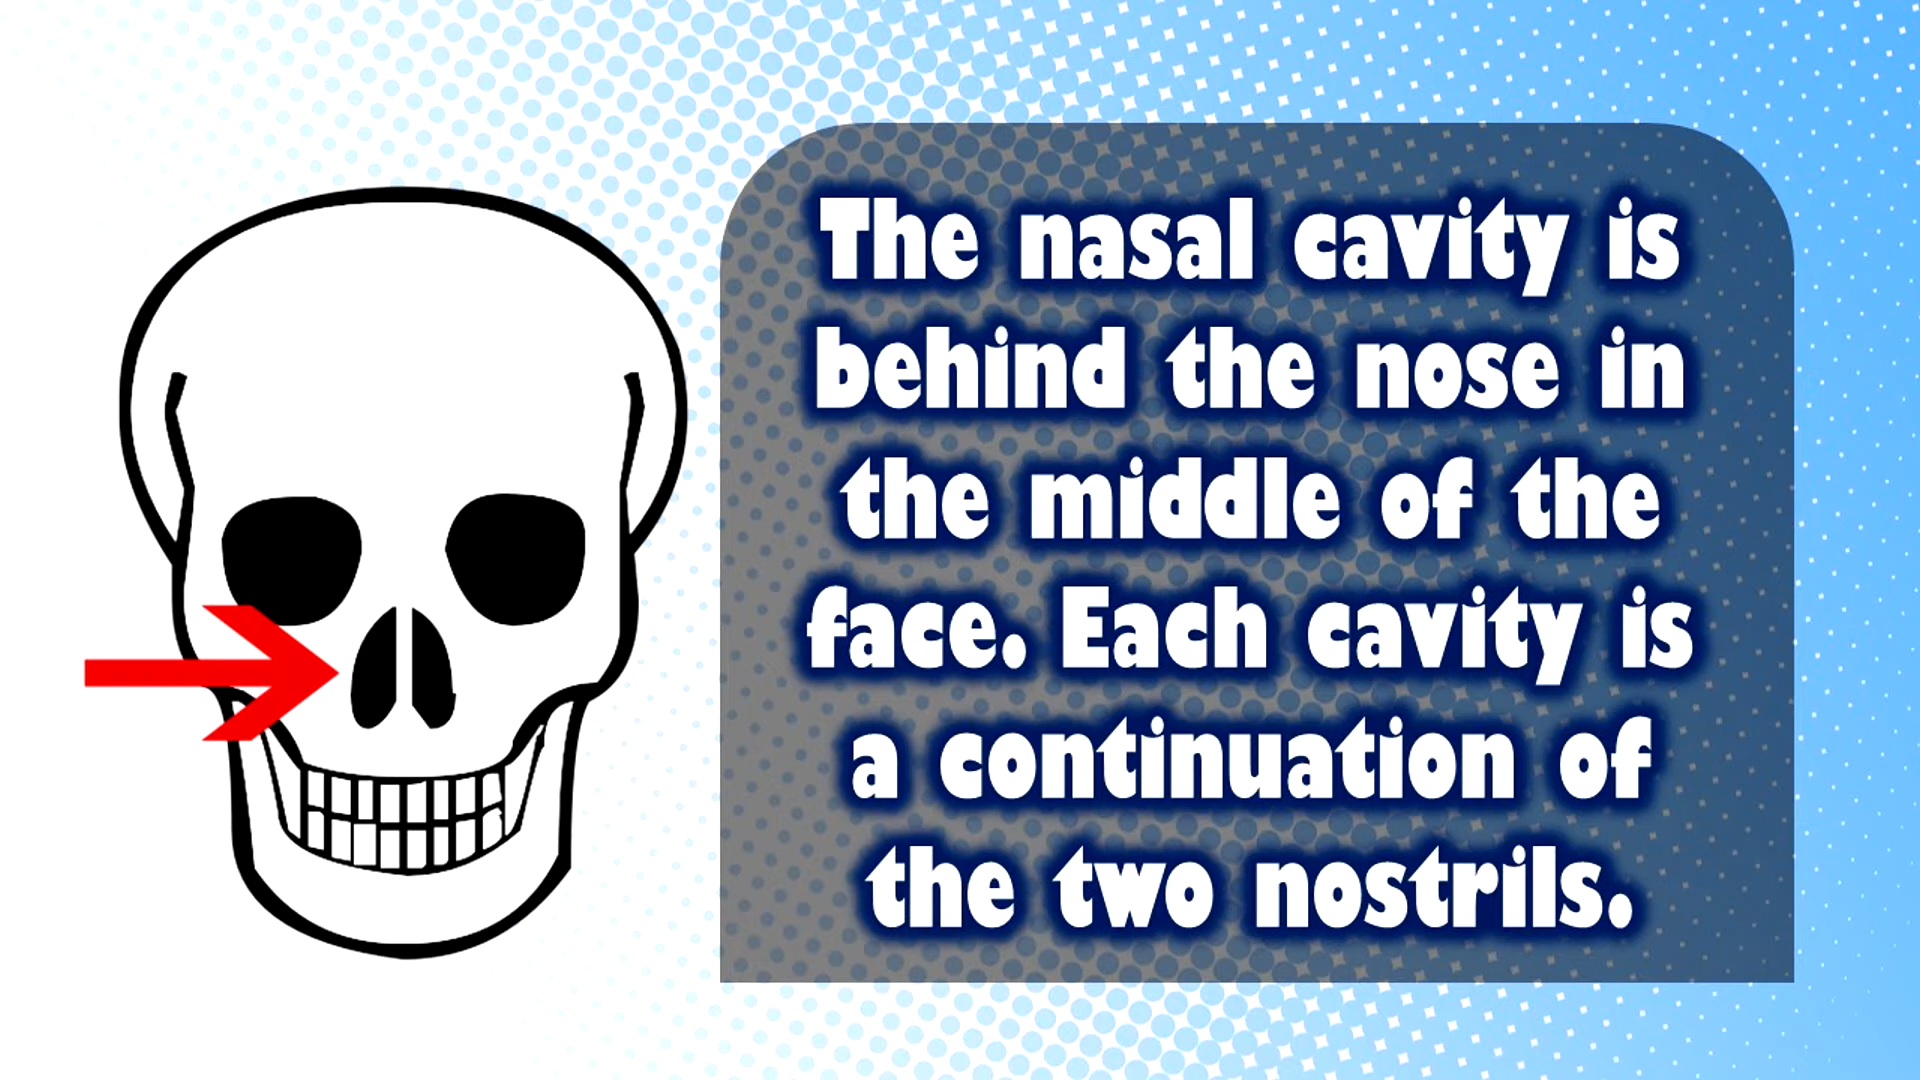 The nasal cavity is
behind the nose in
the middle of the
face. Each cavity is
a continuation of
the two nostrils.